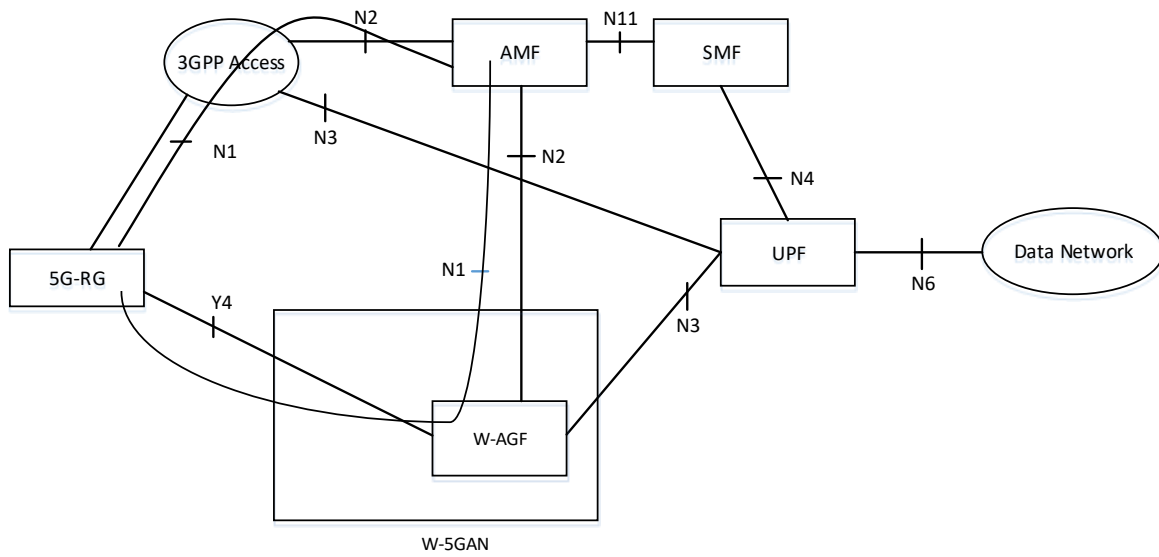 N2
N11
3GPP Access
AMF
SMF
N3
N1
N2
N4
5G-RG
N1
UPF
Data Network
N6
Y4
N3
W-AGF
W-5GAN